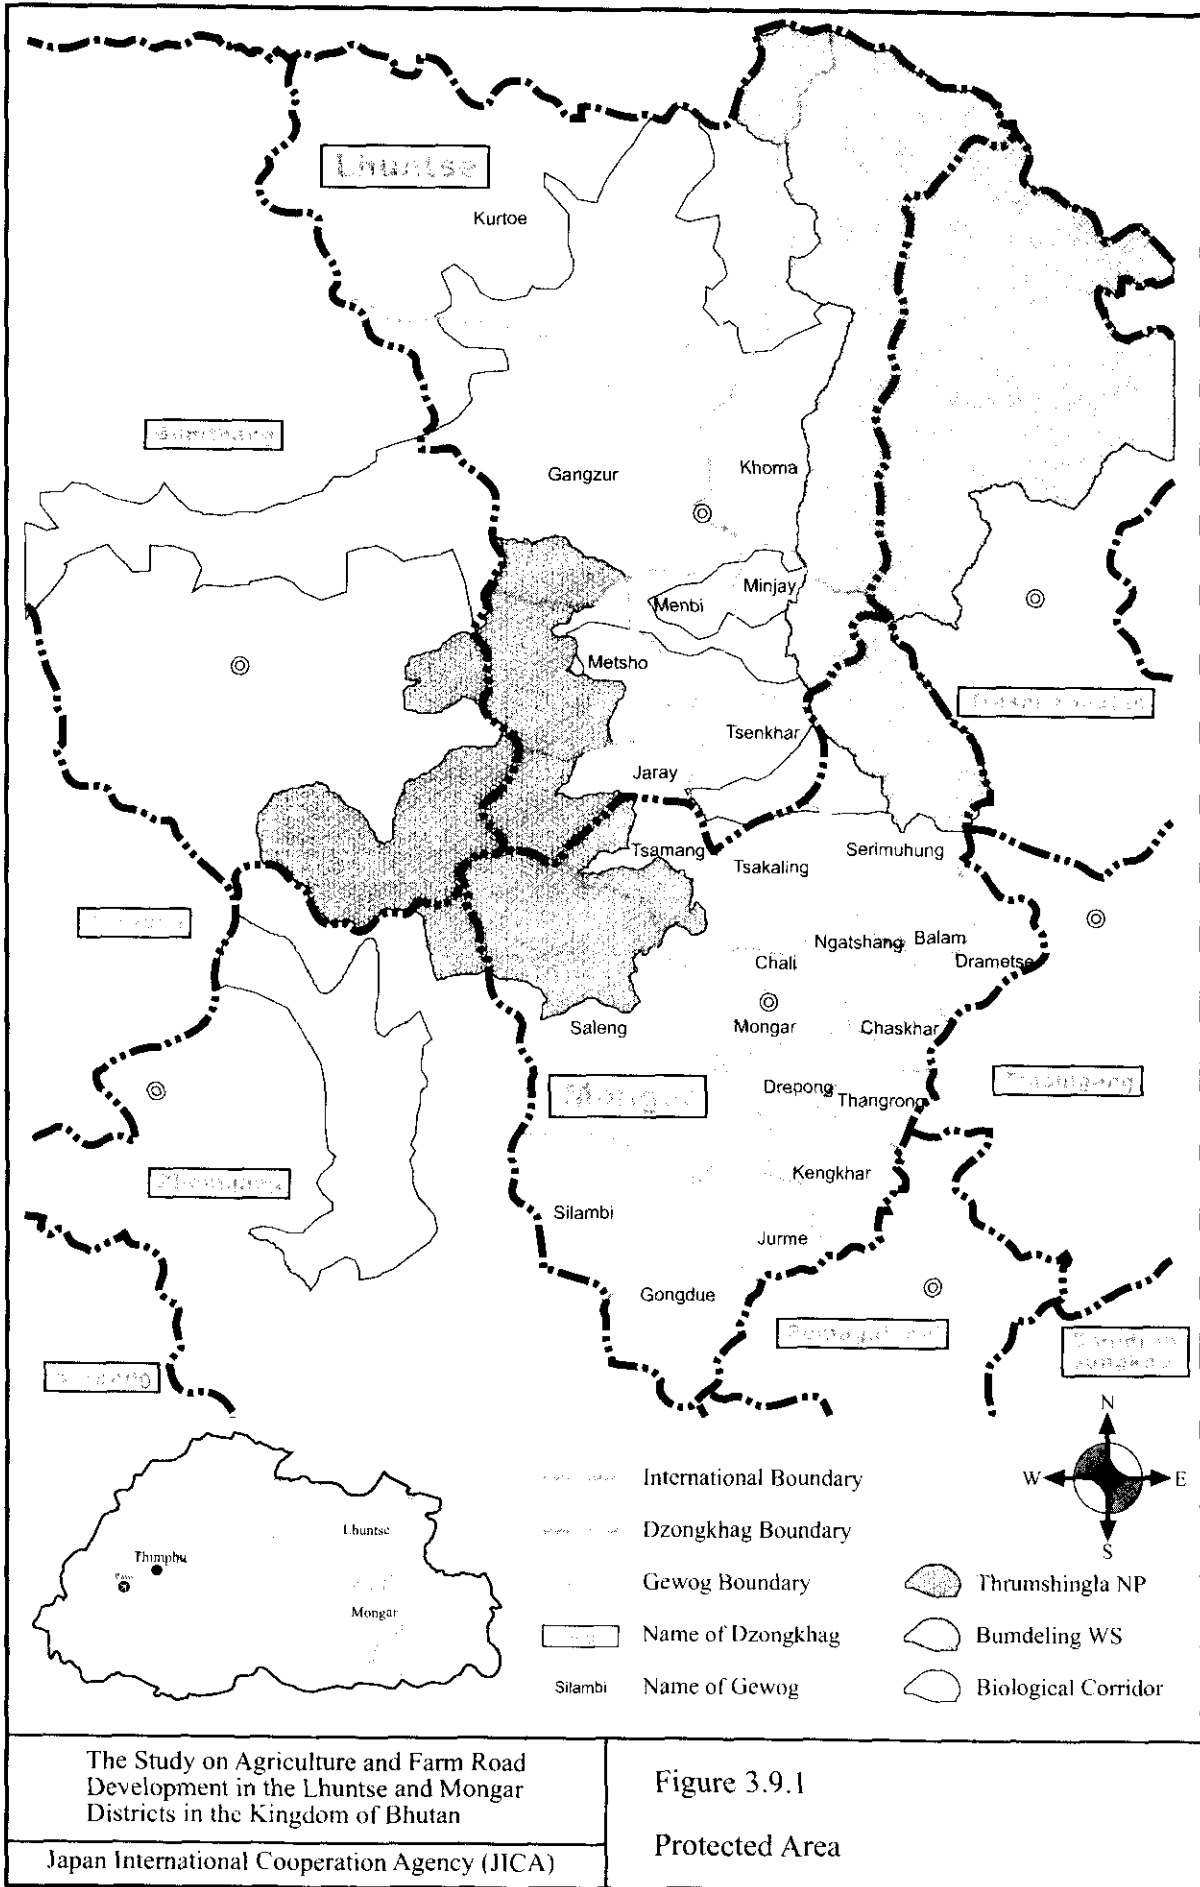 Lhuntse
Kurtoe
Gangzur
Khoma
Minjay
Menbi
Metsho
Tsenkhar
Jaray
Tsamang
Tsakaling
Serimuhung
Ngatshang
Balam
Chali
Drametse
Saleng
Mongar
Chaskhar
Mongar
Drepong
Thangrong
Kengkhar
Silambi
Jurme
Gongdue
N
W
E
S
Lhuntse
Thimphu
Mongar
International Boundary
Dzongkhag Boundary
Gewog Boundary
Thrumshingla NP
Name of Dzongkhag
Bumdeling WS
Silambi
Name of Gewog
Biological Corridor
The Study on Agriculture and Farm Road
Development in the Lhuntse and Mongar
Districts in the Kingdom of Bhutan
Japan International Cooperation Agency (JICA)
Figure 3.9.1
Protected Area